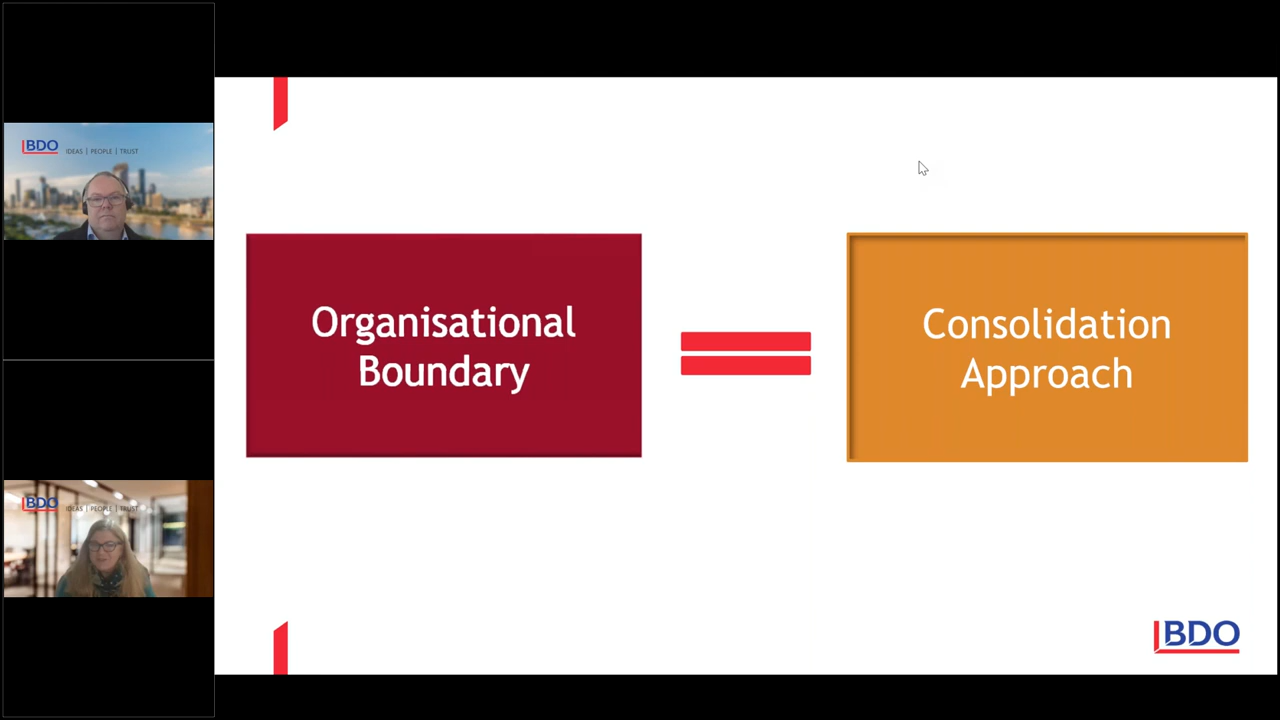 BDO
IDEAS | PEOPLE | TRUST
BDO
IDEAS | PEOPLE | TRUST
Organisational
Boundary
Consolidation
Approach
BDO